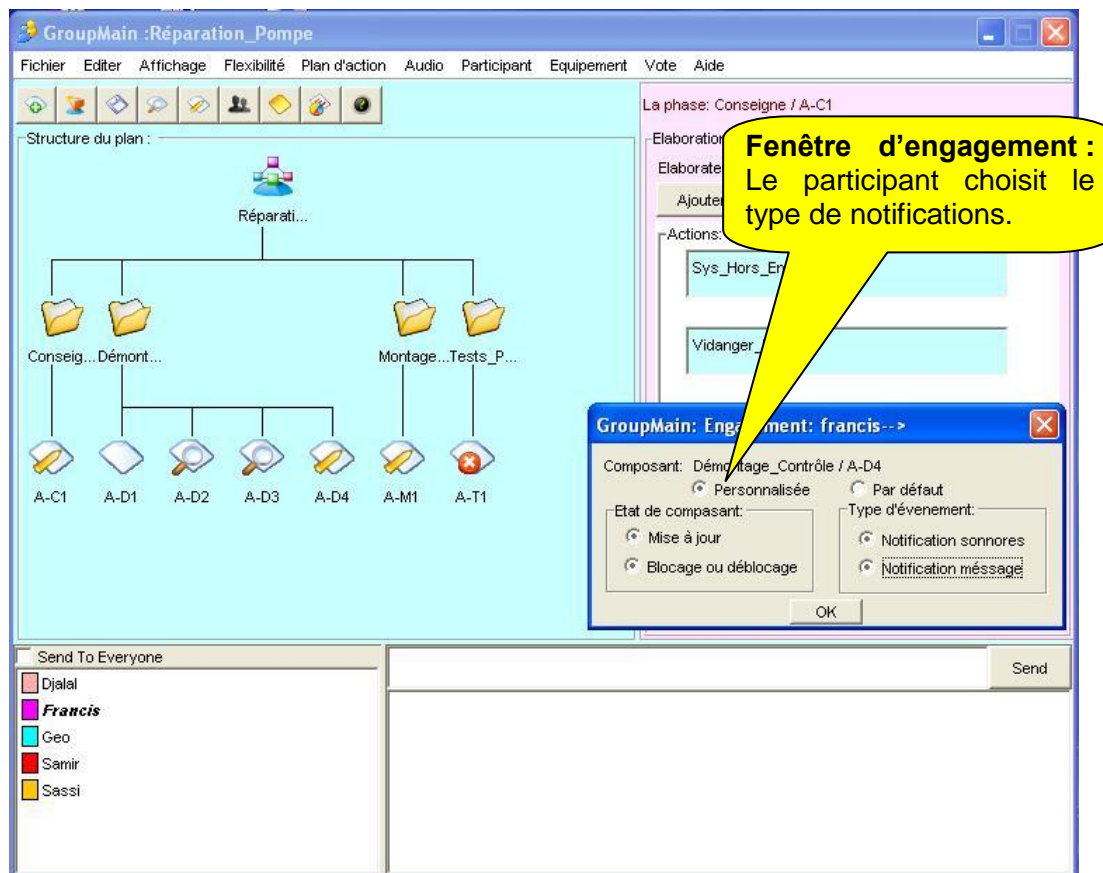 GroupMain :Réparation_Pompe
Fichier Editer Affichage Flexibilité Plan d'action Audio Participant Equipement Vote Aide
La phase: Conseigne / A-C1
Structure du plan :
Elaboration
Elaborate
Ajouter
Actions:
Sys_Hors_En
Vidanger_
Fenêtre d'engagement :
Le participant choisit le
type de notifications.
Réparati...
Conseig... Démont... Montage... Tests_P...
A-C1 A-D1 A-D2 A-D3 A-D4 A-M1 A-T1
GroupMain: Engagement: francis-->
Composant: Démontage_Contrôle / A-D4
Personnalisée Par défaut
Etat de compasant: Type d'évenement:
Mise à jour Notification sonnores
Blocage ou déblocage Notification méssage
OK
Send To Everyone
Send
Djalal
Francis
Geo
Samir
Sassi